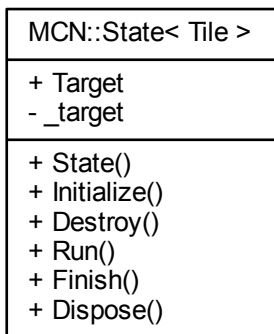 MCN::State< Tile >
+ Target
- _target
+ State()
+ Initialize()
+ Destroy()
+ Run()
+ Finish()
+ Dispose()